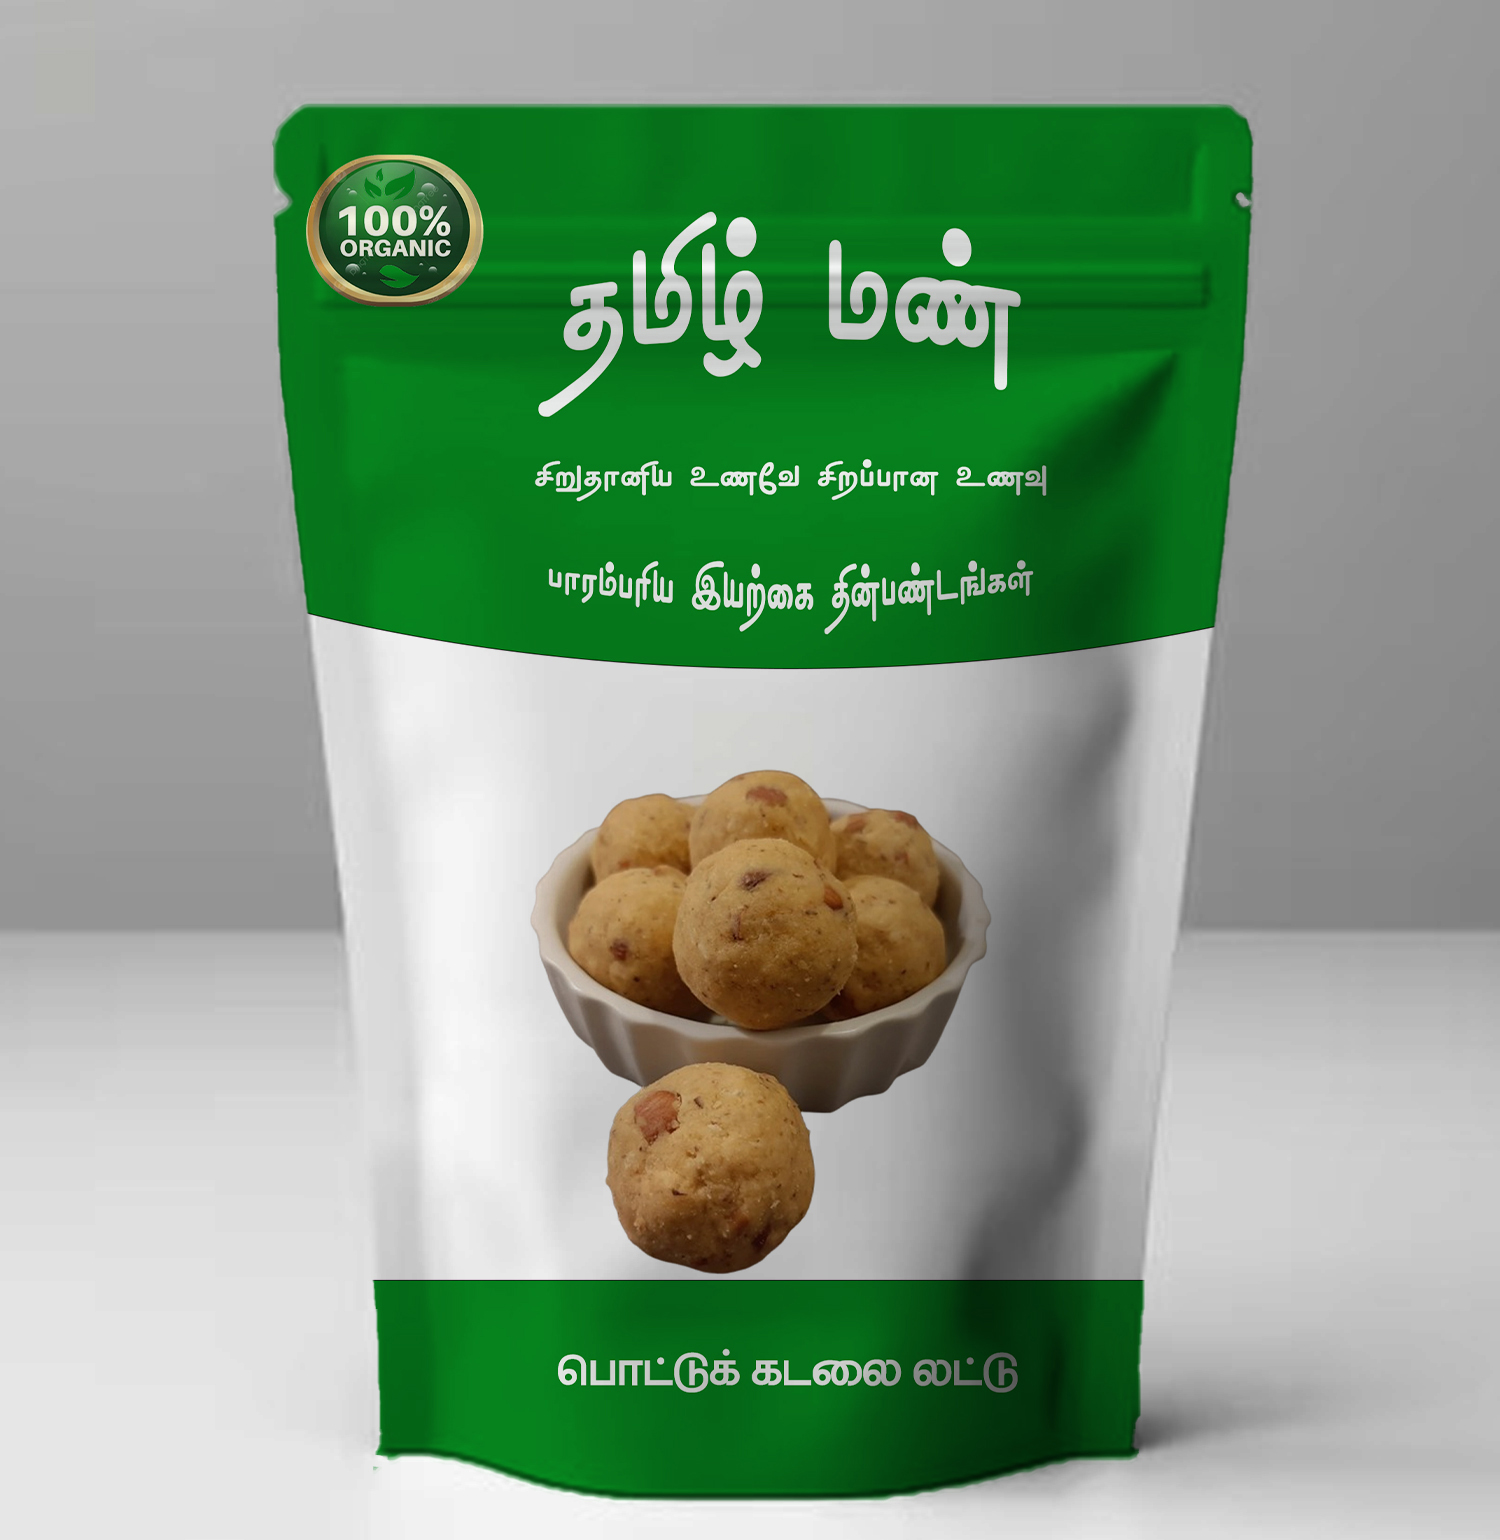 100%
ORGANIC
தமிழ் மண்
சிறுதானிய உணவே சிறப்பான உணவு
பாரம்பரிய இயற்கை தின்பண்டங்கள்
பொட்டுக் கடலை லட்டு